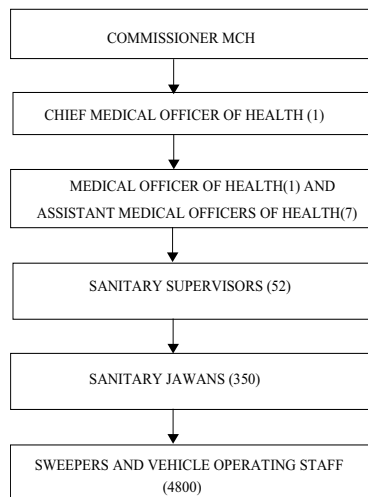 COMMISSIONER MCH
CHIEF MEDICAL OFFICER OF HEALTH (1)
MEDICAL OFFICER OF HEALTH(1) AND
ASSISTANT MEDICAL OFFICERS OF HEALTH(7)
SANITARY SUPERVISORS (52)
SANITARY JAWANS (350)
SWEEPERS AND VEHICLE OPERATING STAFF
(4800)